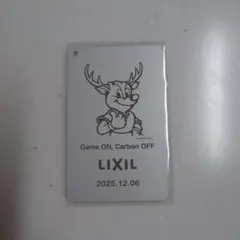 Game ON, Carbon OFF
LIXIL
2025.12.06